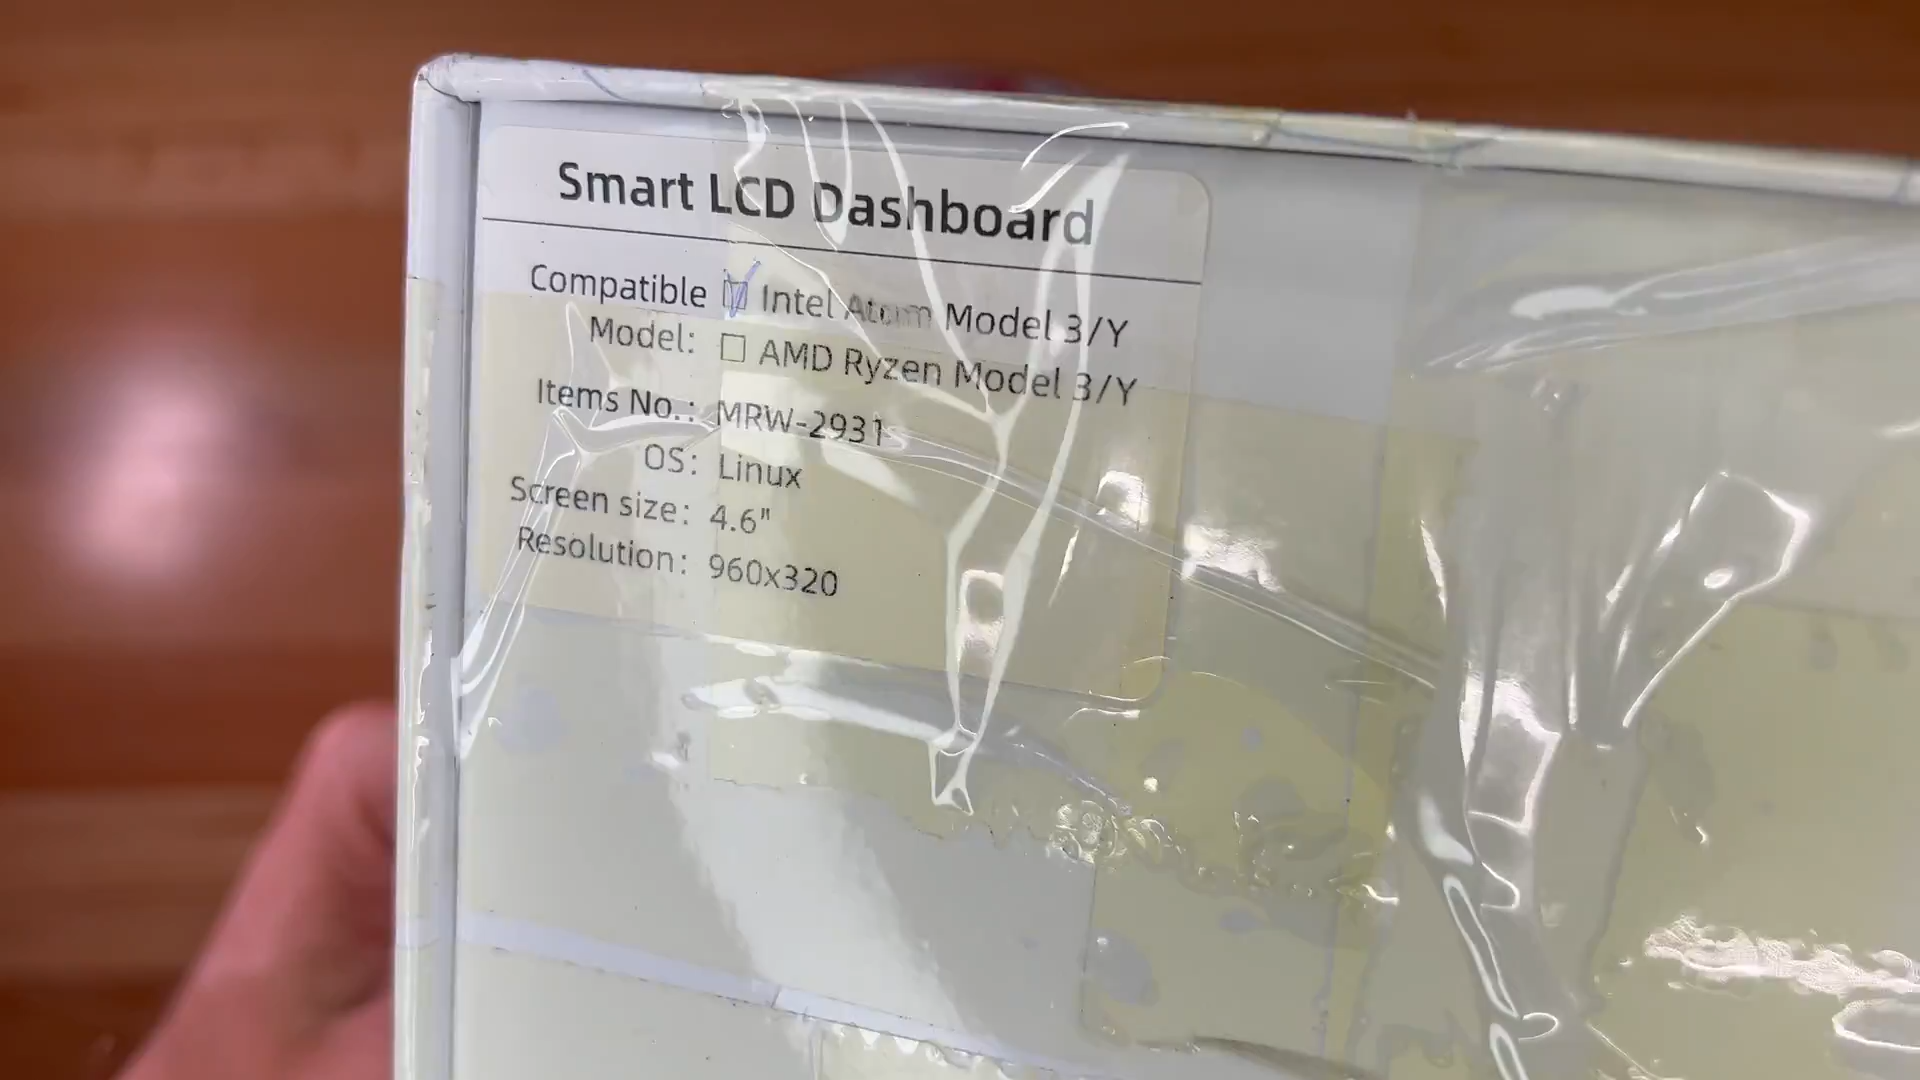 Smart LCD Dashboard
Compatible Model: ☑ Intel Atom Model 3/Y
☐ AMD Ryzen Model 3/Y
Items No.: MRW-2931
OS: Linux
Screen size: 4.6"
Resolution: 960x320